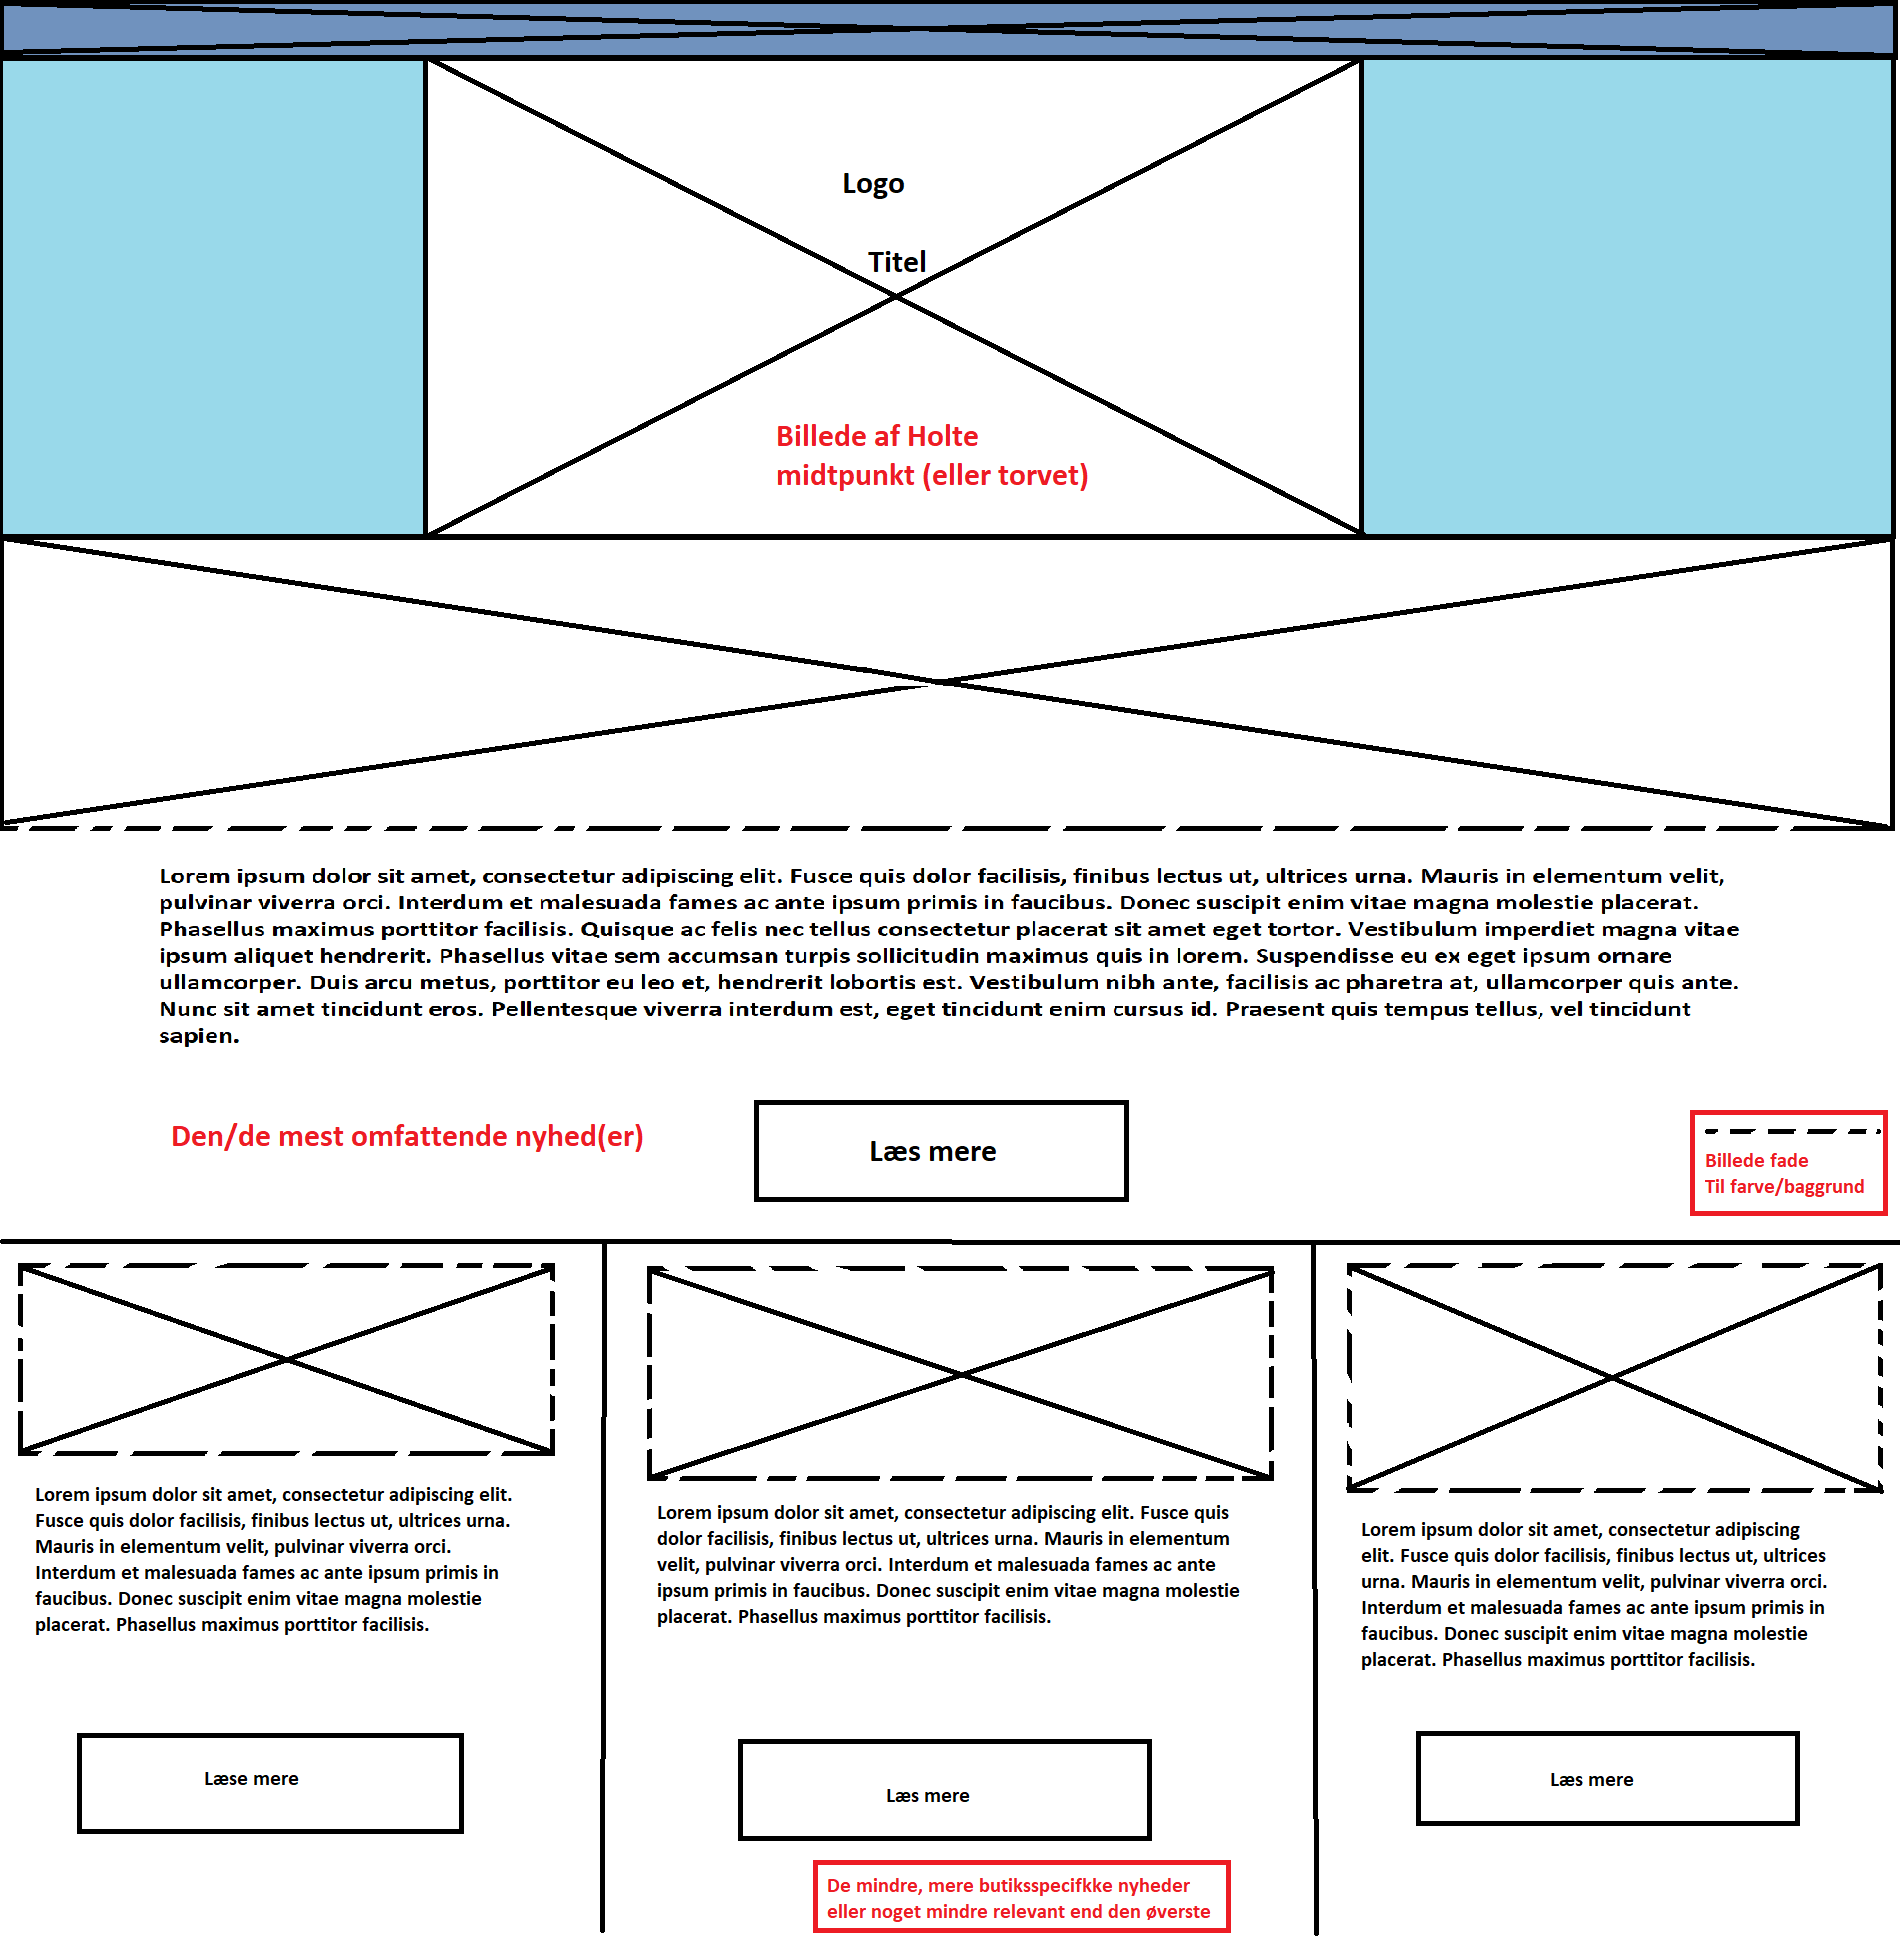 Logo
Titel
Billede af Holte
midtpunkt (eller torvet)
Lorem ipsum dolor sit amet, consectetur adipiscing elit. Fusce quis dolor facilisis, finibus lectus ut, ultrices urna. Mauris in elementum velit,
pulvinar viverra orci. Interdum et malesuada fames ac ante ipsum primis in faucibus. Donec suscipit enim vitae magna molestie placerat.
Phasellus maximus porttitor facilisis. Quisque ac felis nec tellus consectetur placerat sit amet eget tortor. Vestibulum imperdiet magna vitae
ipsum aliquet hendrerit. Phasellus vitae sem accumsan turpis sollicitudin maximus quis in lorem. Suspendisse eu ex eget ipsum ornare
ullamcorper. Duis arcu metus, porttitor eu leo et, hendrerit lobortis est. Vestibulum nibh ante, facilisis ac pharetra at, ullamcorper quis ante.
Nunc sit amet tincidunt eros. Pellentesque viverra interdum est, eget tincidunt enim cursus id. Praesent quis tempus tellus, vel tincidunt
sapien.
Den/de mest omfattende nyhed(er)
Læs mere
Billede fade
Til farve/baggrund
Lorem ipsum dolor sit amet, consectetur adipiscing elit.
Fusce quis dolor facilisis, finibus lectus ut, ultrices urna.
Mauris in elementum velit, pulvinar viverra orci.
Interdum et malesuada fames ac ante ipsum primis in
faucibus. Donec suscipit enim vitae magna molestie
placerat. Phasellus maximus porttitor facilisis.
Læse mere
Lorem ipsum dolor sit amet, consectetur adipiscing elit. Fusce quis
dolor facilisis, finibus lectus ut, ultrices urna. Mauris in elementum
velit, pulvinar viverra orci. Interdum et malesuada fames ac ante
ipsum primis in faucibus. Donec suscipit enim vitae magna molestie
placerat. Phasellus maximus porttitor facilisis.
Læs mere
De mindre, mere butiksspecifkke nyheder
eller noget mindre relevant end den øverste
Lorem ipsum dolor sit amet, consectetur adipiscing
elit. Fusce quis dolor facilisis, finibus lectus ut, ultrices
urna. Mauris in elementum velit, pulvinar viverra orci.
Interdum et malesuada fames ac ante ipsum primis in
faucibus. Donec suscipit enim vitae magna molestie
placerat. Phasellus maximus porttitor facilisis.
Læs mere